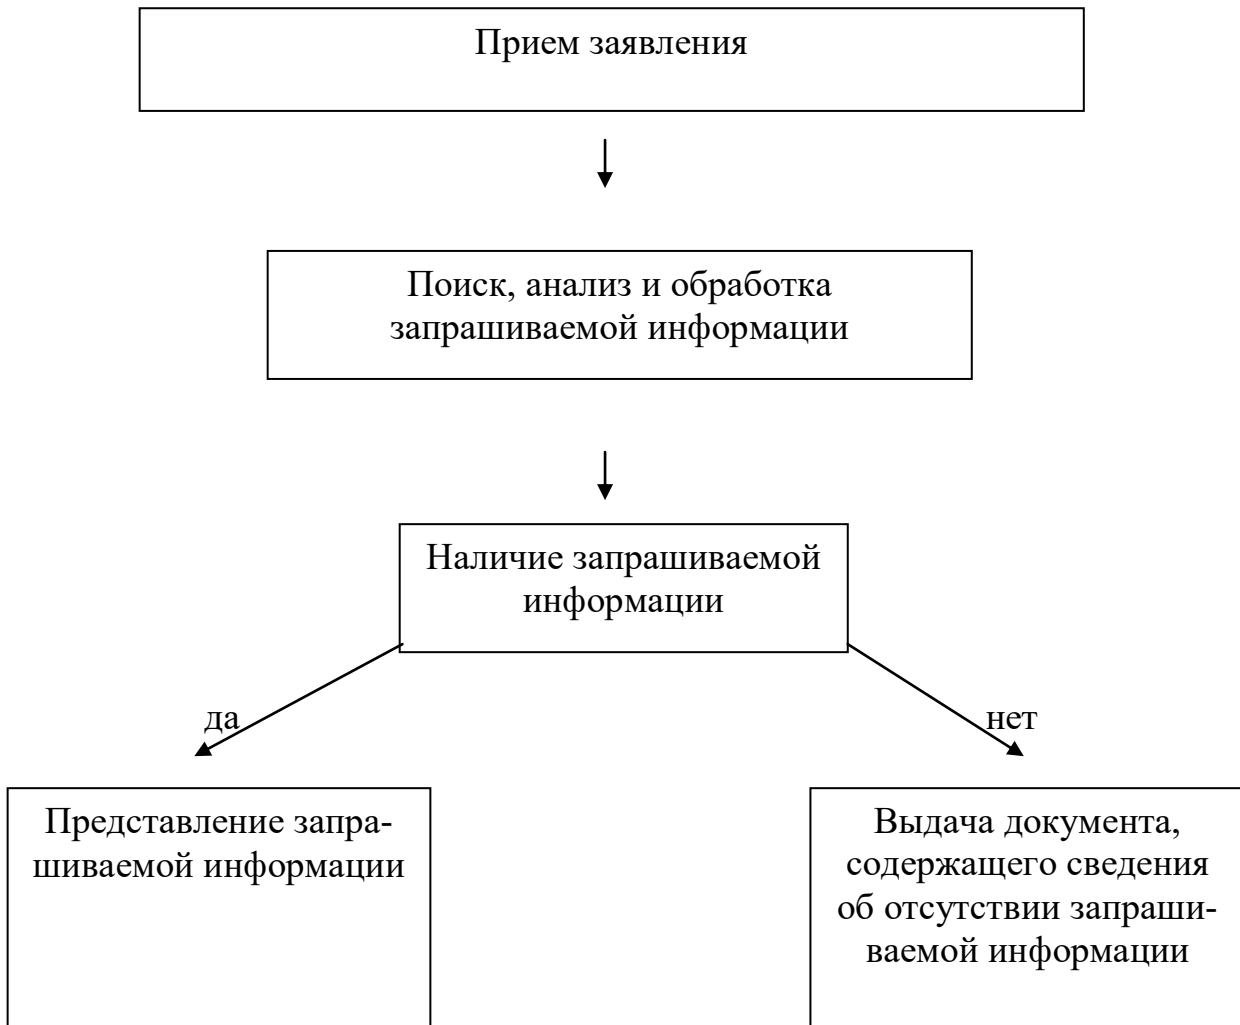 Прием заявления
Поиск, анализ и обработка
запрашиваемой информации
Наличие запрашиваемой
информации
да
нет
Представление запра-
шиваемой информации
Выдача документа,
содержащего сведения
об отсутствии запраши-
ваемой информации